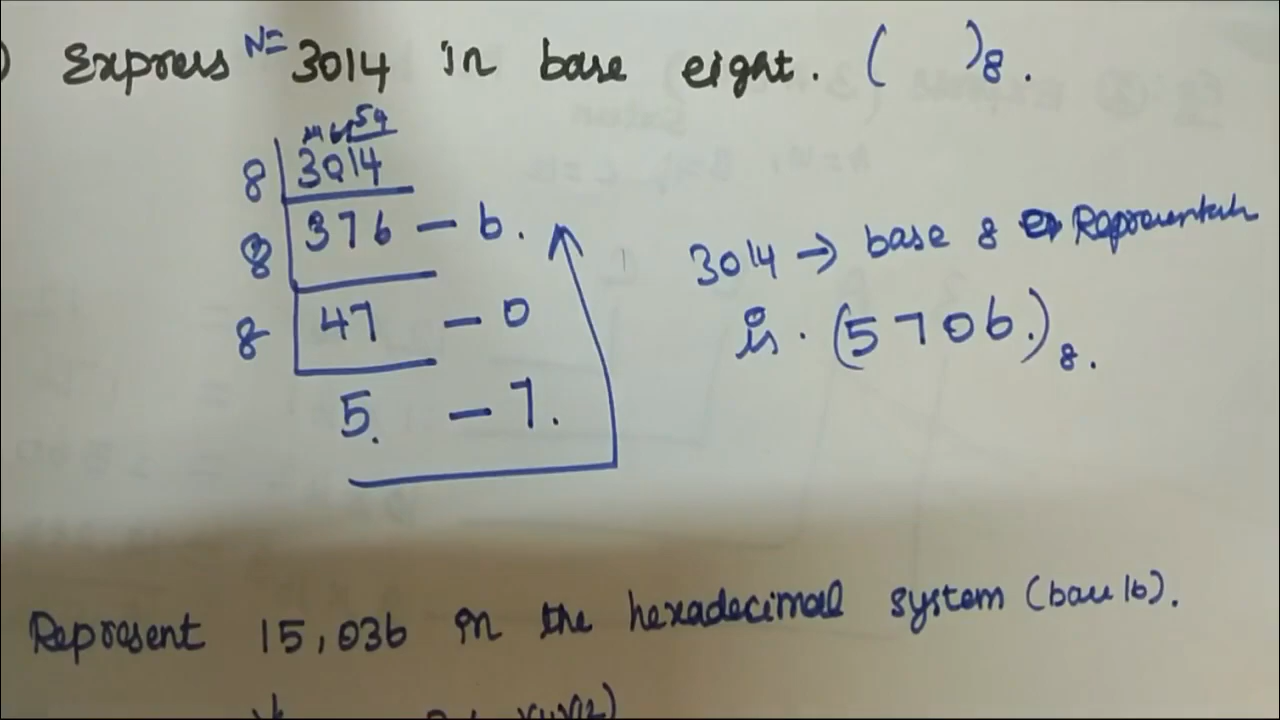 ) Express N= 3014 in base eight. ( )8.
59
8 3014
8 376 - 6.
8 47 - 0
5. - 7.
3014 → base 8
is. (5706.)8.
Represent 15,036 in the hexadecimal system (base 16).